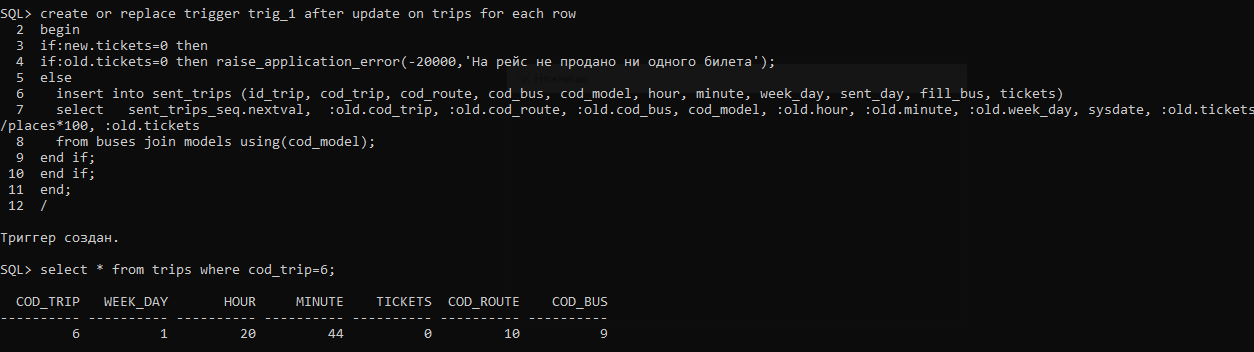 SQL> create or replace trigger trig_1 after update on trips for each row
  2  begin
  3  if:new.tickets=0 then
  4  if:old.tickets=0 then raise_application_error(-20000,'На рейс не продано ни одного билета');
  5  else
  6    insert into sent_trips (id_trip, cod_trip, cod_route, cod_bus, cod_model, hour, minute, week_day, sent_day, fill_bus, tickets)
  7    select   sent_trips_seq.nextval,  :old.cod_trip, :old.cod_route, :old.cod_bus, cod_model, :old.hour, :old.minute, :old.week_day, sysdate, :old.tickets
/places*100, :old.tickets
  8    from buses join models using(cod_model);
  9  end if;
 10  end if;
 11  end;
 12  /
Триггер создан.
SQL> select * from trips where cod_trip=6;
  COD_TRIP   WEEK_DAY       HOUR     MINUTE    TICKETS  COD_ROUTE    COD_BUS
---------- ---------- ---------- ---------- ---------- ---------- ----------
         6          1         20         44          0         10          9